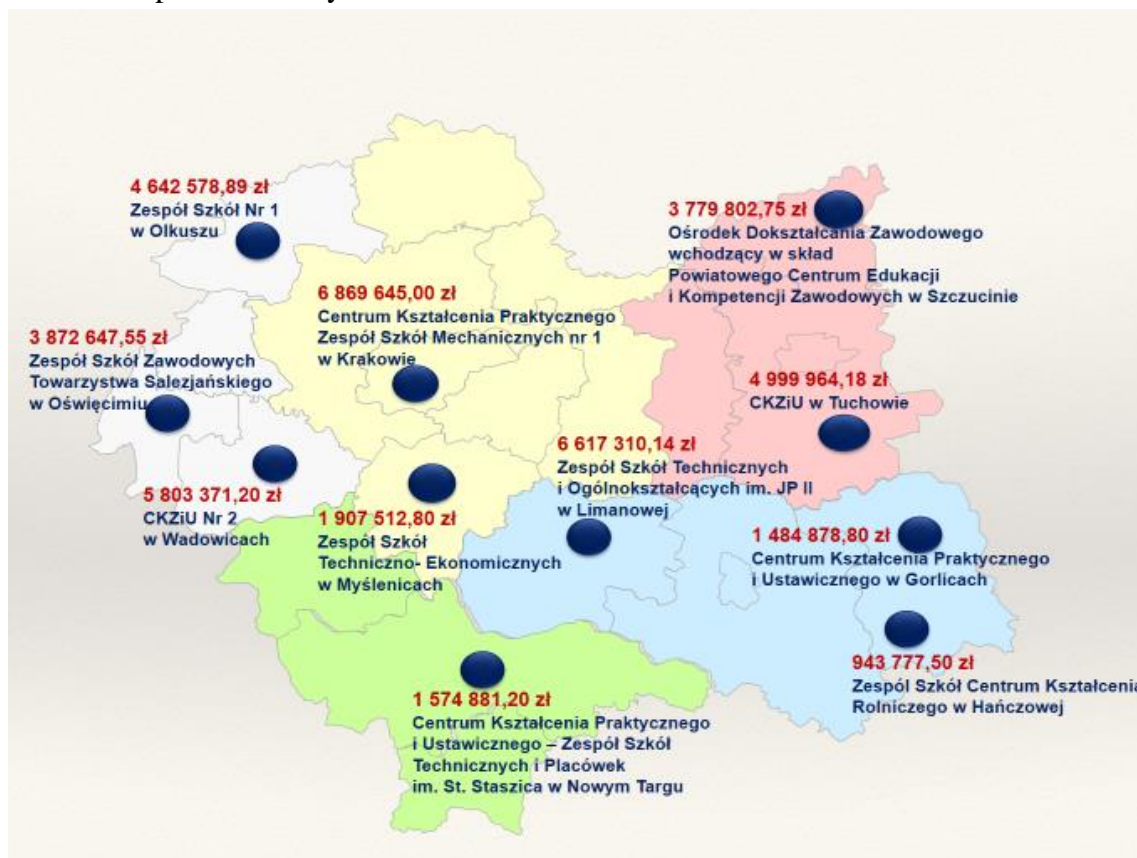 4 642 578,89 zł
Zespół Szkół Nr 1
w Olkuszu
3 779 802,75 zł
Ośrodek Dokształcania Zawodowego
wchodzący w skład
Powiatowego Centrum Edukacji
i Kompetencji Zawodowych w Szczucinie
6 869 645,00 zł
Centrum Kształcenia Praktycznego
Zespół Szkół Mechanicznych nr 1
w Krakowie
3 872 647,55 zł
Zespół Szkół Zawodowych
Towarzystwa Salezjańskiego
w Oświęcimiu
4 999 964,18 zł
CKZiU w Tuchowie
6 617 310,14 zł
Zespół Szkół Technicznych
i Ogólnokształcących im. JP II
w Limanowej
5 803 371,20 zł
CKZiU Nr 2
w Wadowicach
1 907 512,80 zł
Zespół Szkół
Techniczno- Ekonomicznych
w Myślenicach
1 484 878,80 zł
Centrum Kształcenia Praktycznego
i Ustawicznego w Gorlicach
943 777,50 zł
Zespól Szkół Centrum Kształcenia
Rolniczego w Hańczowej
1 574 881,20 zł
Centrum Kształcenia Praktycznego
i Ustawicznego – Zespół Szkół
Technicznych i Placówek
im. St. Staszica w Nowym Targu